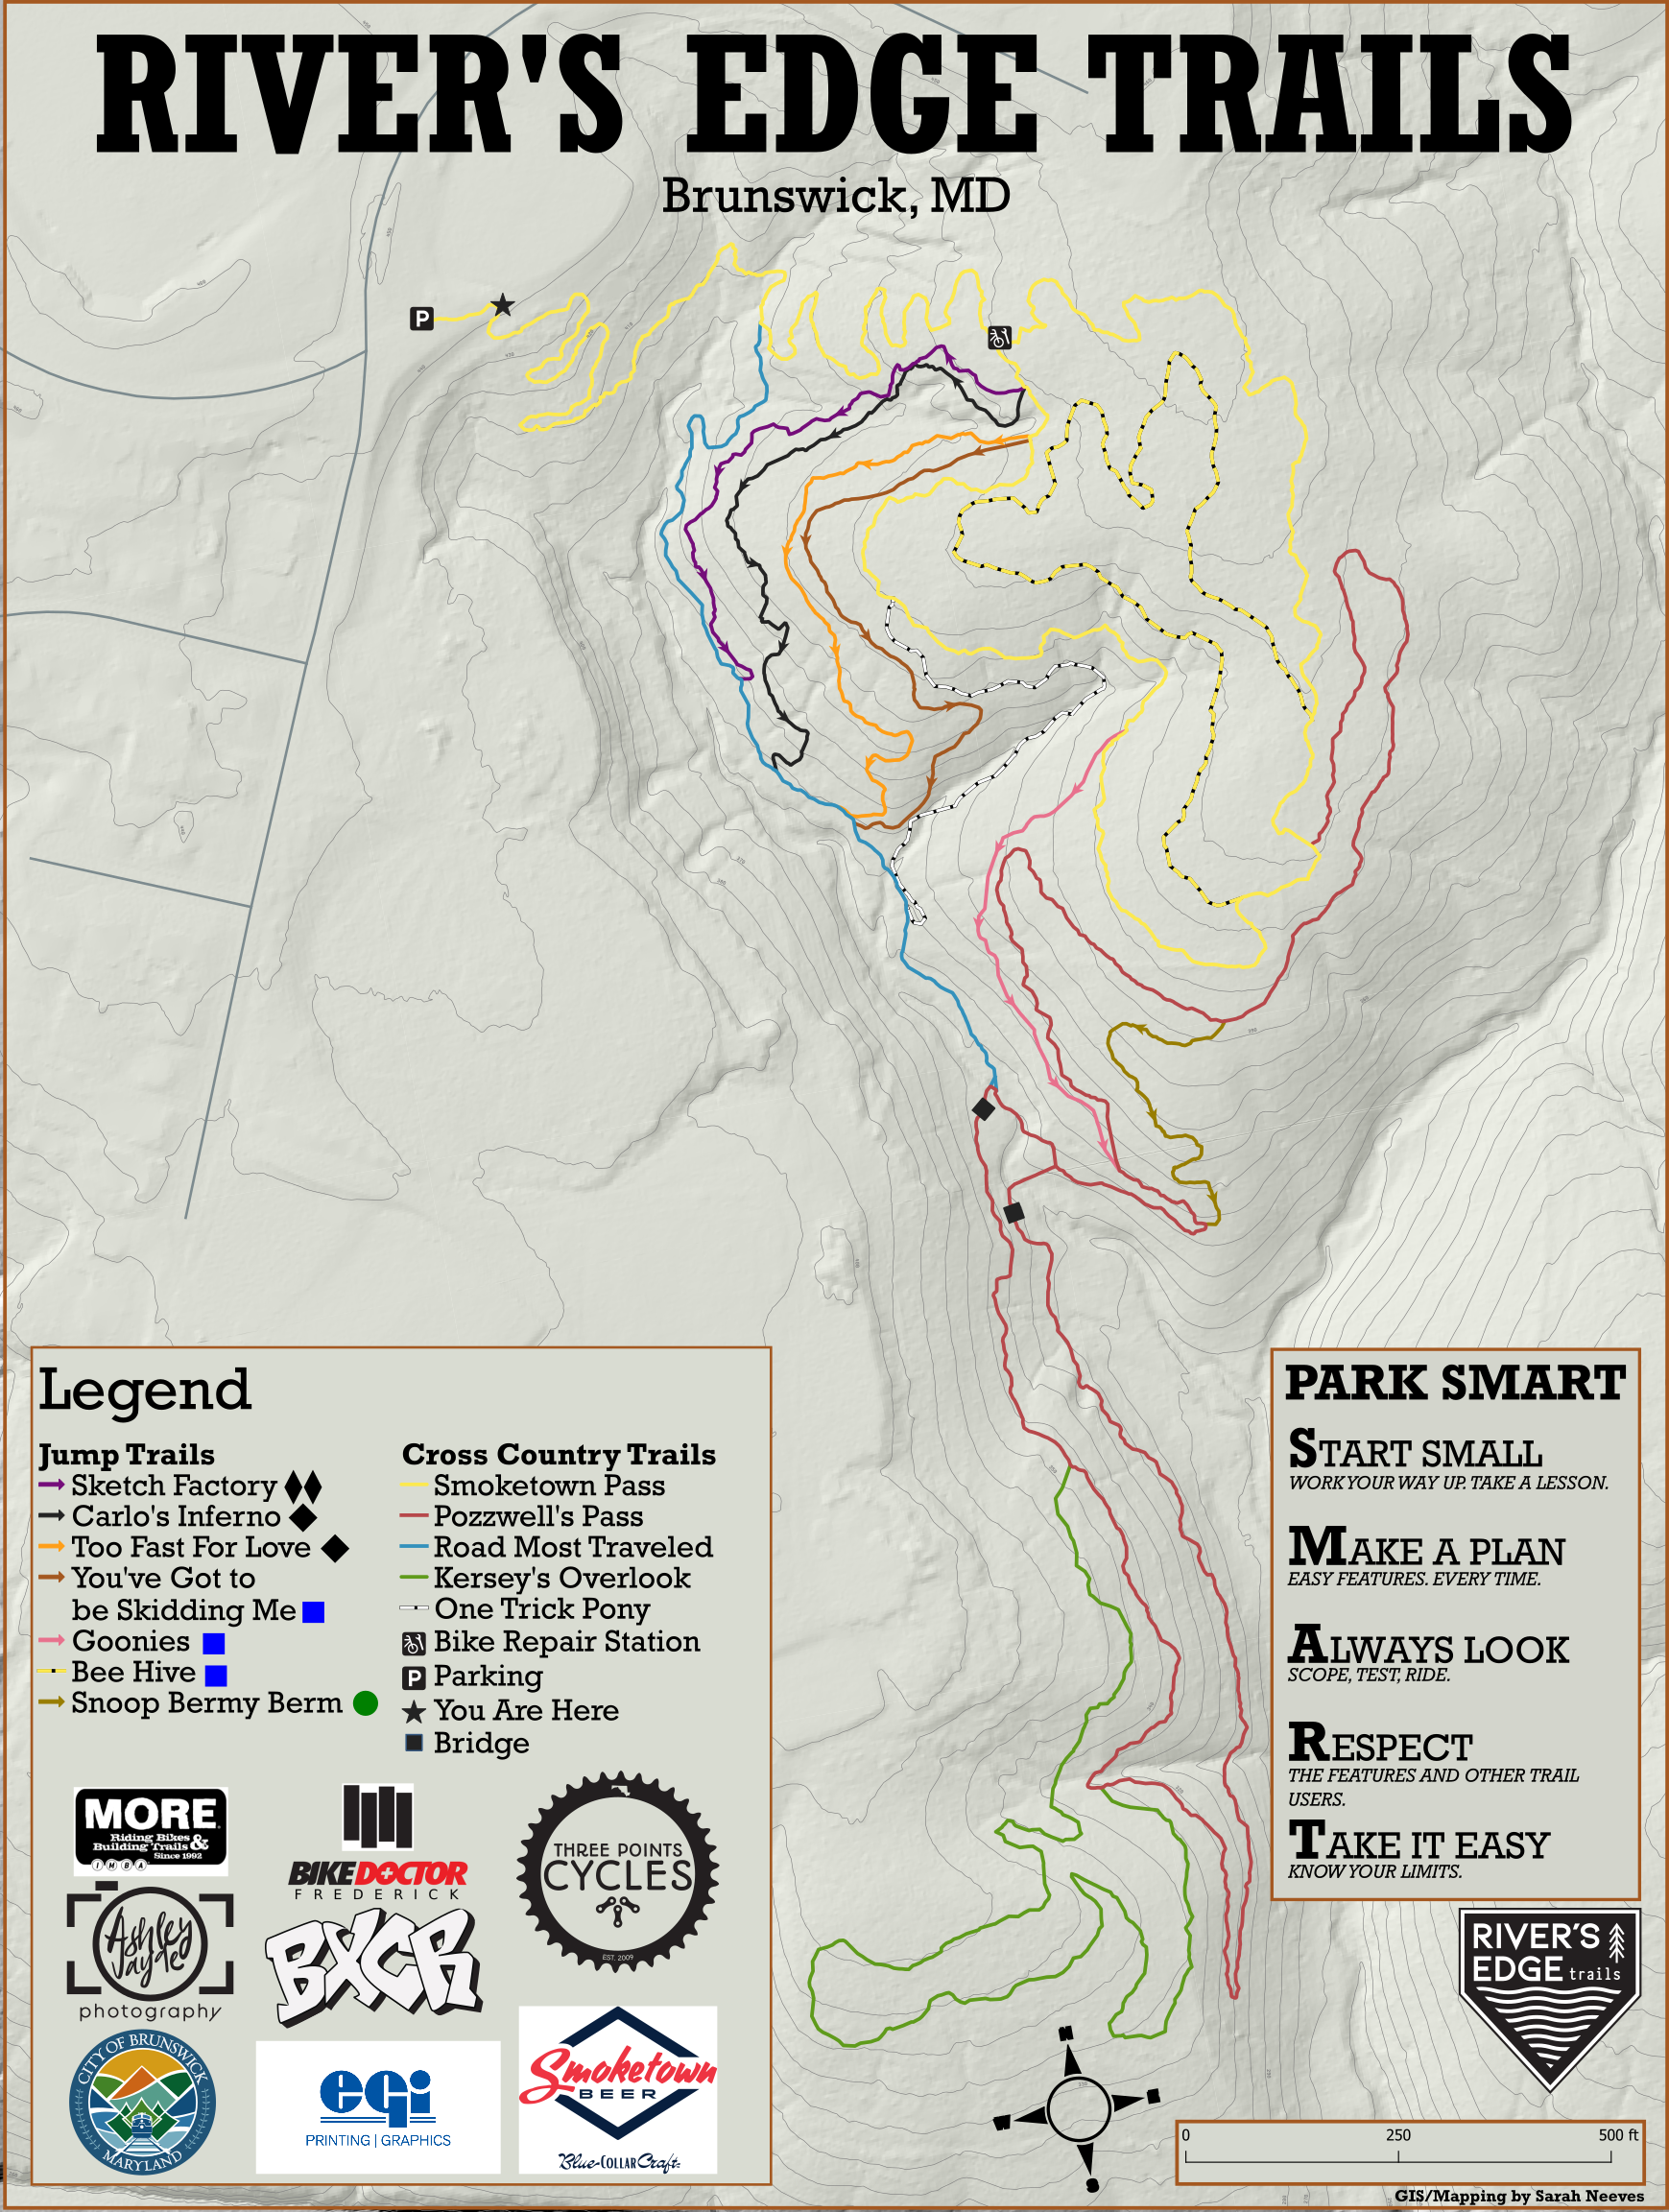 RIVER'S EDGE TRAILS
Brunswick, MD
P
Legend
Jump Trails
Sketch Factory
Carlo's Inferno
Too Fast For Love
You've Got to
be Skidding Me
Goonies
Bee Hive
Snoop Bermy Berm
Cross Country Trails
Smoketown Pass
Pozzwell's Pass
Road Most Traveled
Kersey's Overlook
One Trick Pony
Bike Repair Station
P Parking
You Are Here
Bridge
MORE
Riding Bikes &
Building Trails
Since 1992
IMBA
BIKE DOCTOR
FREDERICK
THREE POINTS
CYCLES
EST. 2009
Ashley
Jayde
photography
BXCR
CITY OF BRUNSWICK
MARYLAND
egi
PRINTING | GRAPHICS
Smoketown
BEER
Blue-COLLAR Craft
PARK SMART
START SMALL
WORK YOUR WAY UP. TAKE A LESSON.
MAKE A PLAN
EASY FEATURES. EVERY TIME.
ALWAYS LOOK
SCOPE, TEST, RIDE.
RESPECT
THE FEATURES AND OTHER TRAIL
USERS.
TAKE IT EASY
KNOW YOUR LIMITS.
RIVER'S
EDGE trails
N
E
W
S
0 250 500 ft
GIS/Mapping by Sarah Neeves